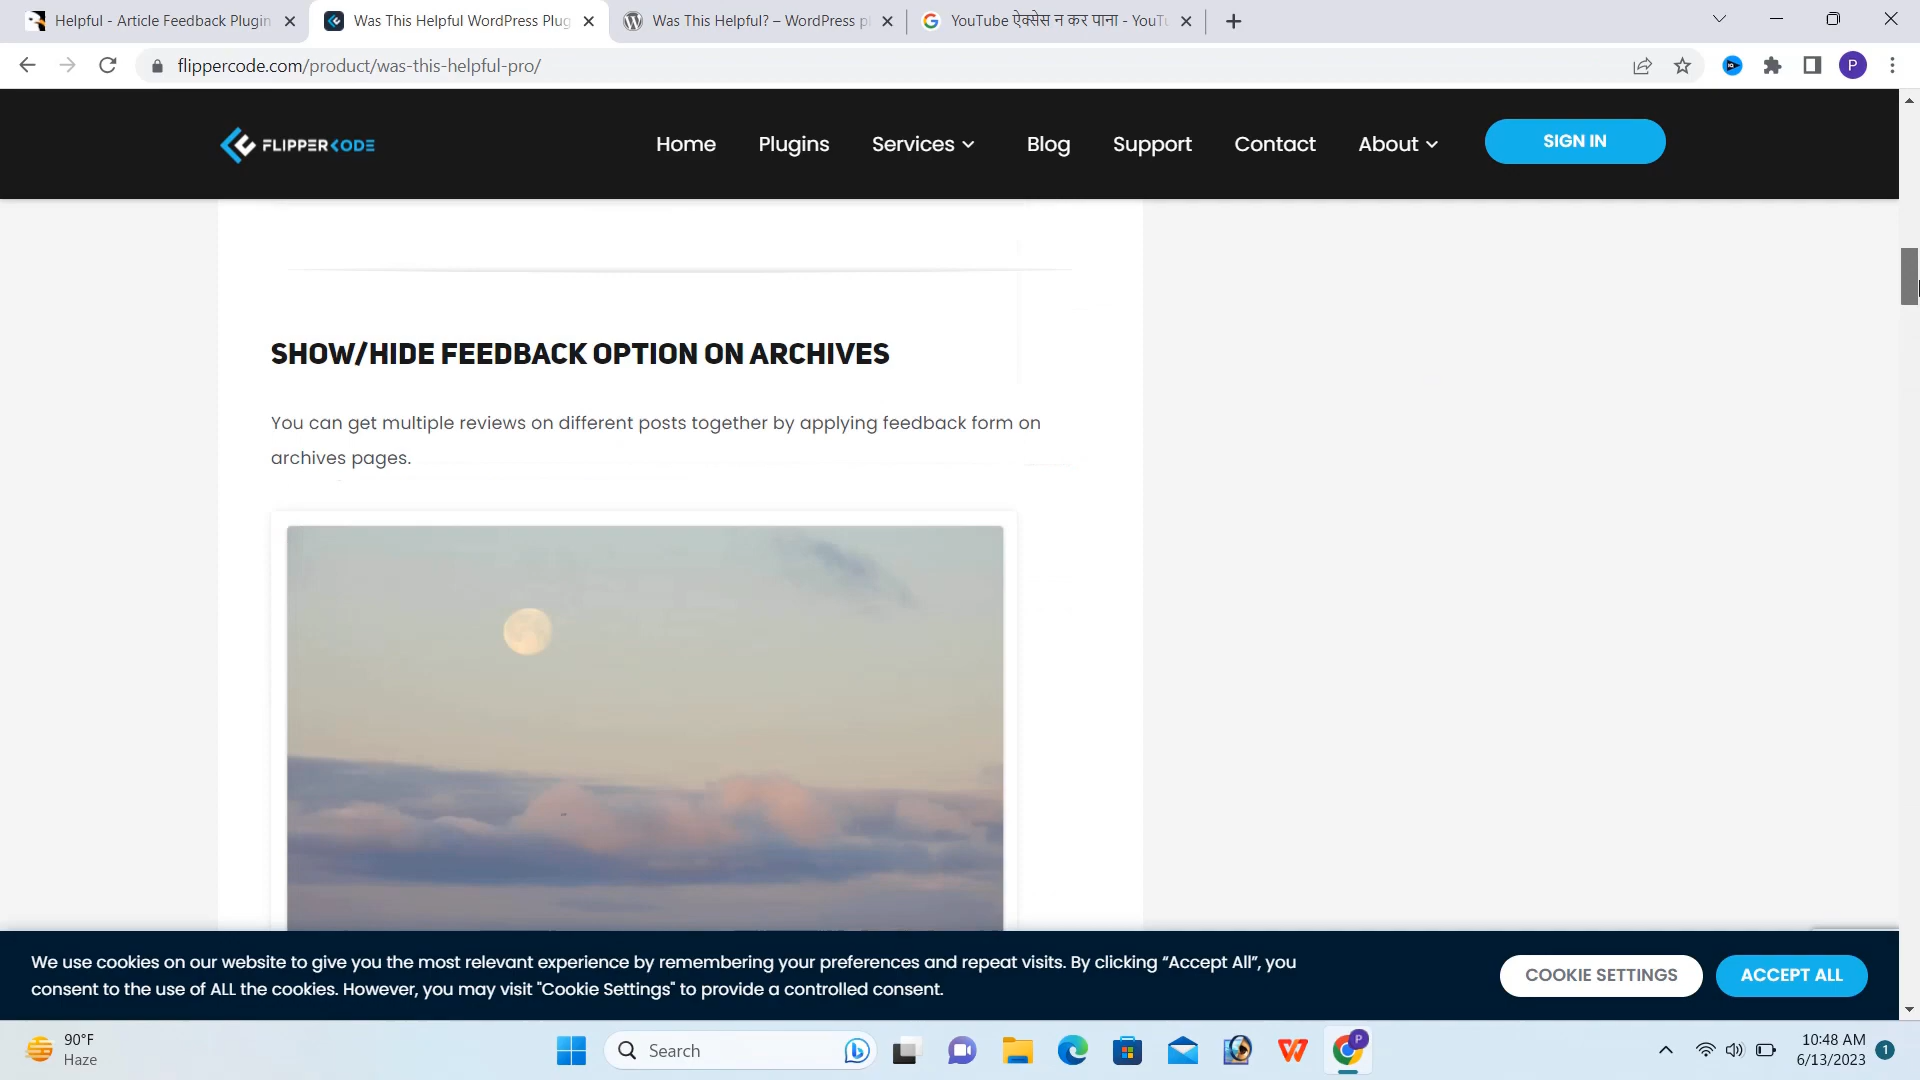 Helpful - Article Feedback Plugin
Was This Helpful WordPress Plug
Was This Helpful? – WordPress p
YouTube ऐक्सेस न कर पाना - YouTu
flippercode.com/product/was-this-helpful-pro/
P
FLIPPERCODE
Home
Plugins
Services
Blog
Support
Contact
About
SIGN IN
SHOW/HIDE FEEDBACK OPTION ON ARCHIVES
You can get multiple reviews on different posts together by applying feedback form on
archives pages.
We use cookies on our website to give you the most relevant experience by remembering your preferences and repeat visits. By clicking “Accept All”, you
consent to the use of ALL the cookies. However, you may visit "Cookie Settings" to provide a controlled consent.
COOKIE SETTINGS
ACCEPT ALL
90°F
Haze
Search
10:48 AM
6/13/2023
1